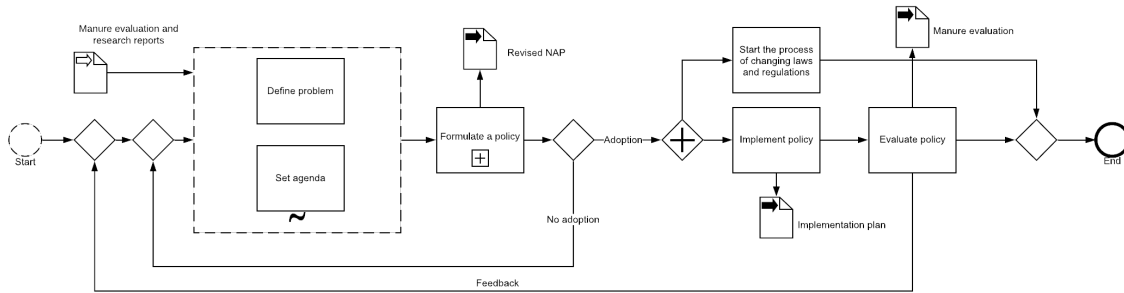 Manure evaluation and
research reports
Start
Define problem
Set agenda
Revised NAP
Formulate a policy
Adoption
No adoption
Start the process
of changing laws
and regulations
Implement policy
Implementation plan
Manure evaluation
Evaluate policy
End
Feedback